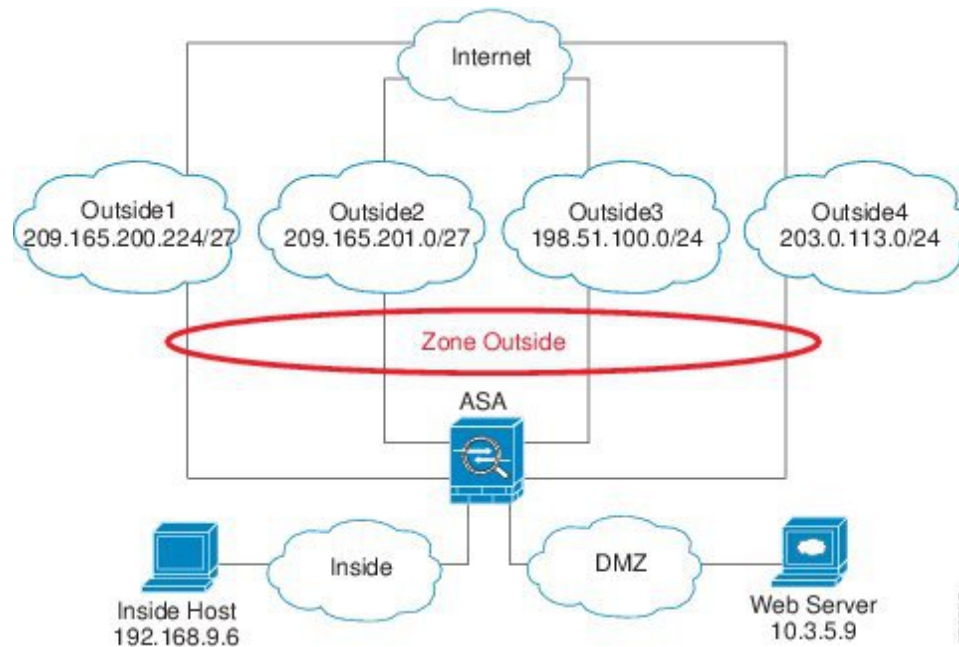 Internet
Outside1
209.165.200.224/27
Outside2
209.165.201.0/27
Outside3
198.51.100.0/24
Outside4
203.0.113.0/24
Zone Outside
ASA
Inside
DMZ
Inside Host
192.168.9.6
Web Server
10.3.5.9